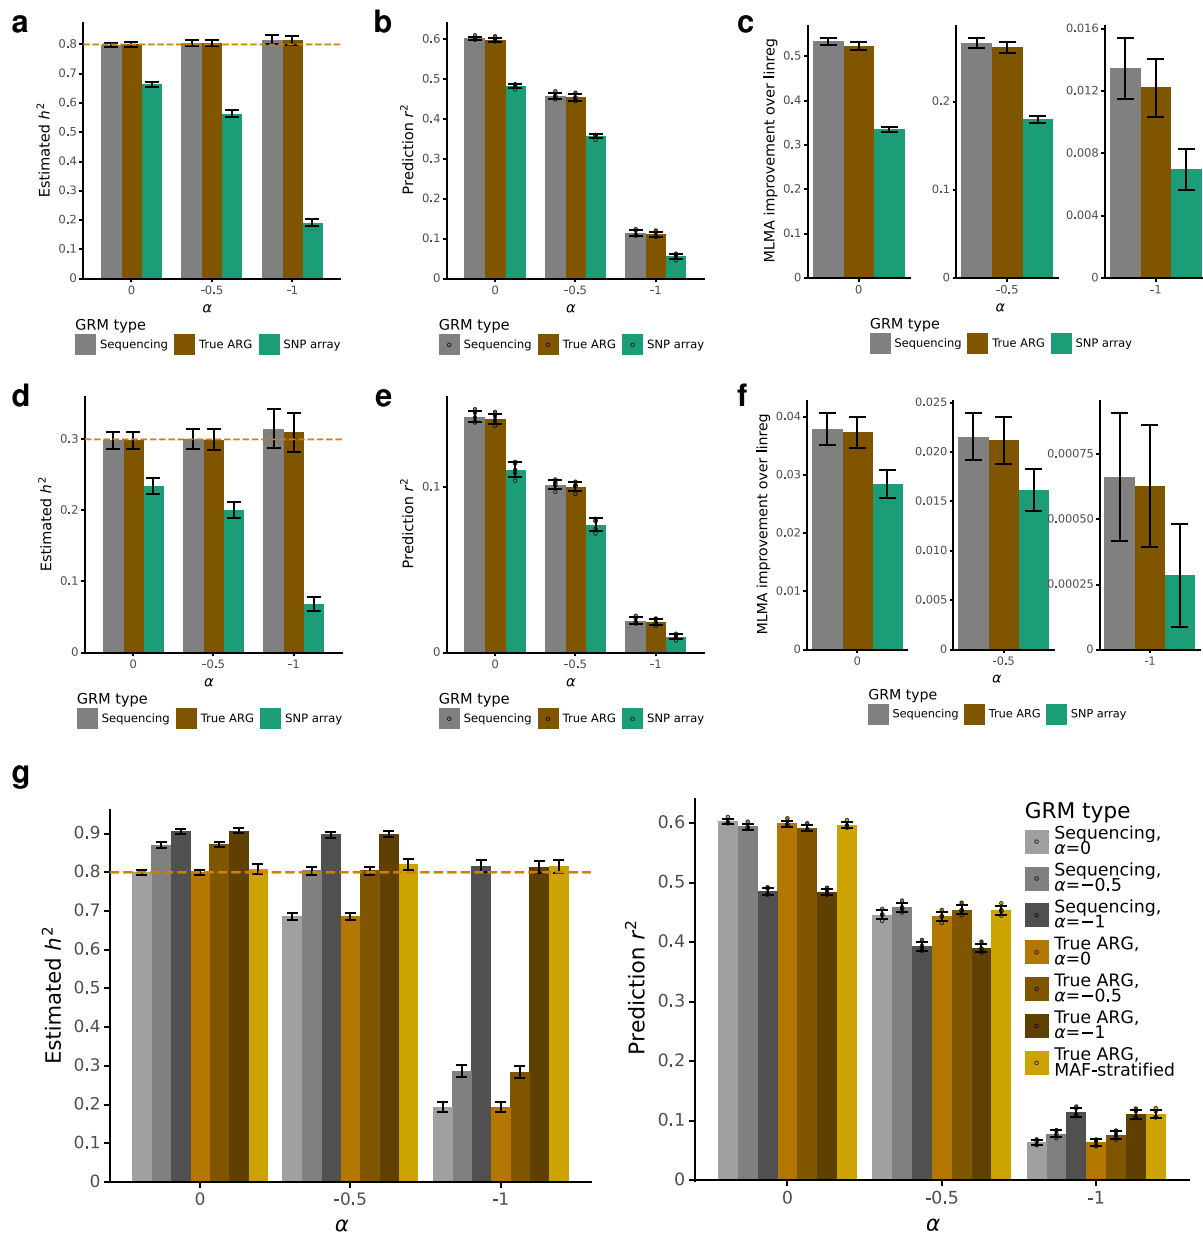 a
Estimated h²
0.8
0.7
0.6
0.5
0.4
0.3
0.2
0.1
0
0
-0.5
-1
α
GRM type
Sequencing
True ARG
SNP array
b
Prediction r²
0.6
0.5
0.4
0.3
0.2
0.1
0
0
-0.5
-1
α
GRM type
Sequencing
True ARG
SNP array
c
MLMA improvement over linreg
0.5
0.4
0.3
0.2
0.1
0
0
0.2
0.1
0
-0.5
0.016
0.012
0.008
0.004
0
-1
α
GRM type
Sequencing
True ARG
SNP array
d
Estimated h²
0.3
0.2
0.1
0
0
-0.5
-1
α
GRM type
Sequencing
True ARG
SNP array
e
Prediction r²
0.1
0
0
-0.5
-1
α
GRM type
Sequencing
True ARG
SNP array
f
MLMA improvement over linreg
0.04
0.03
0.02
0.01
0
0
0.025
0.020
0.015
0.010
0.005
0
-0.5
0.00075
0.00050
0.00025
0
-1
α
GRM type
Sequencing
True ARG
SNP array
g
Estimated h²
0.9
0.8
0.7
0.6
0.5
0.4
0.3
0.2
0.1
0
0
-0.5
-1
α
Prediction r²
0.6
0.5
0.4
0.3
0.2
0.1
0
0
-0.5
-1
α
GRM type
Sequencing,
α=0
Sequencing,
α=−0.5
Sequencing,
α=−1
True ARG,
α=0
True ARG,
α=−0.5
True ARG,
α=−1
True ARG,
MAF-stratified